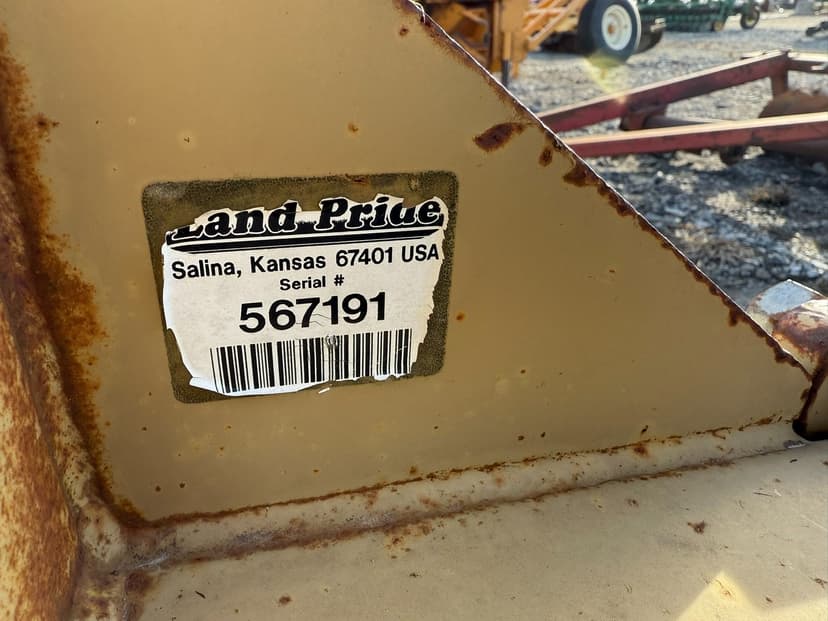 Land Pride
Salina, Kansas 67401 USA
Serial #
567191